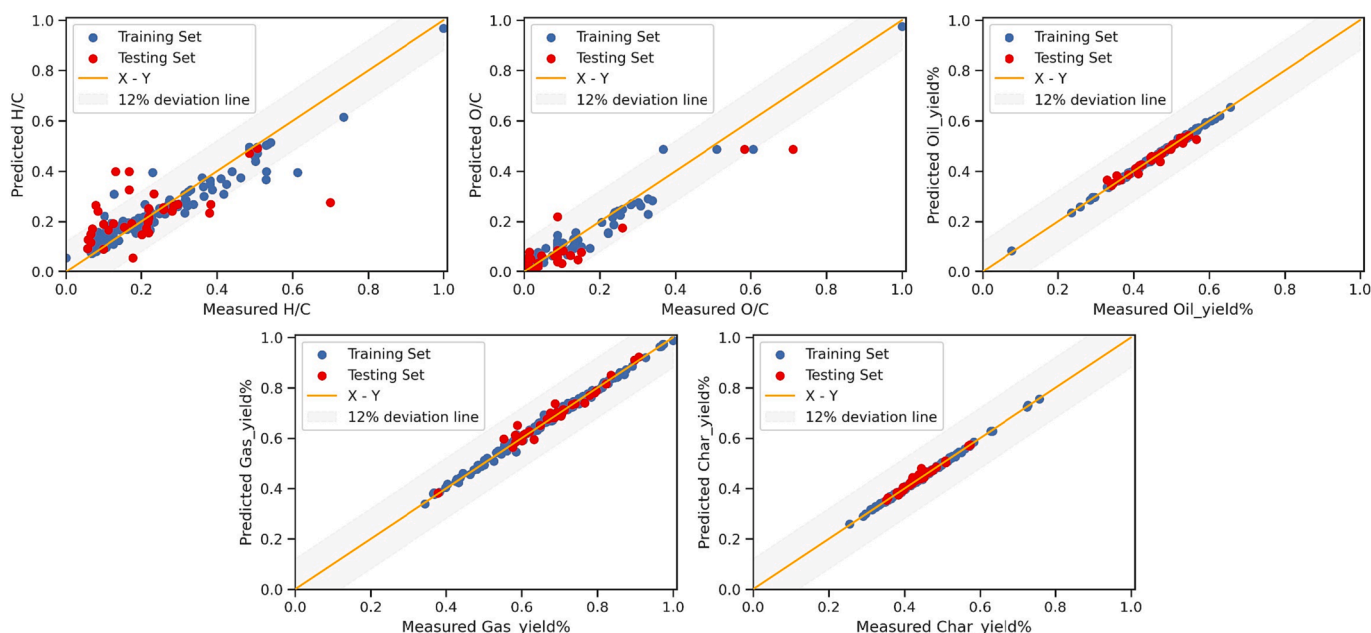 1.0
0.8
0.6
0.4
0.2
0.0
Predicted H/C
Training Set
Testing Set
X - Y
12% deviation line
0.0 0.2 0.4 0.6 0.8 1.0
Measured H/C
1.0
0.8
0.6
0.4
0.2
0.0
Predicted O/C
Training Set
Testing Set
X - Y
12% deviation line
0.0 0.2 0.4 0.6 0.8 1.0
Measured O/C
1.0
0.8
0.6
0.4
0.2
0.0
Predicted Oil_yield%
Training Set
Testing Set
X - Y
12% deviation line
0.0 0.2 0.4 0.6 0.8 1.0
Measured Oil_yield%
1.0
0.8
0.6
0.4
0.2
0.0
Predicted Gas_yield%
Training Set
Testing Set
X - Y
12% deviation line
0.0 0.2 0.4 0.6 0.8 1.0
Measured Gas_yield%
1.0
0.8
0.6
0.4
0.2
0.0
Predicted Char_yield%
Training Set
Testing Set
X - Y
12% deviation line
0.0 0.2 0.4 0.6 0.8 1.0
Measured Char_yield%